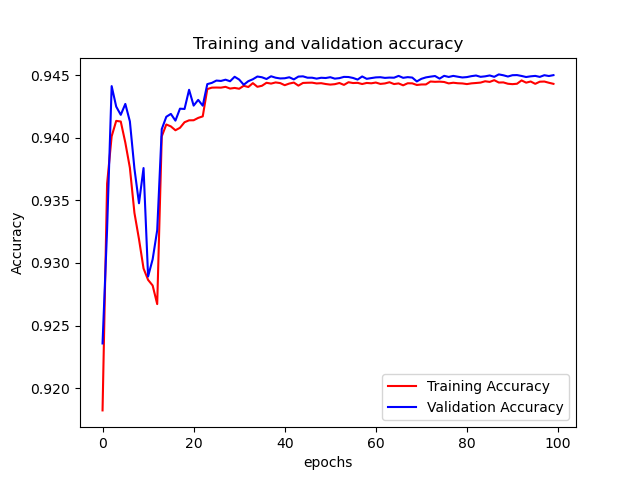 Training and validation accuracy
0.945
0.940
0.935
0.930
0.925
0.920
Accuracy
Training Accuracy
Validation Accuracy
0 20 40 60 80 100
epochs